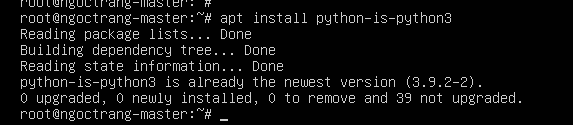 root@ngoctrang-master:~#
root@ngoctrang-master:~# apt install python-is-python3
Reading package lists... Done
Building dependency tree... Done
Reading state information... Done
python-is-python3 is already the newest version (3.9.2-2).
0 upgraded, 0 newly installed, 0 to remove and 39 not upgraded.
root@ngoctrang-master:~# _